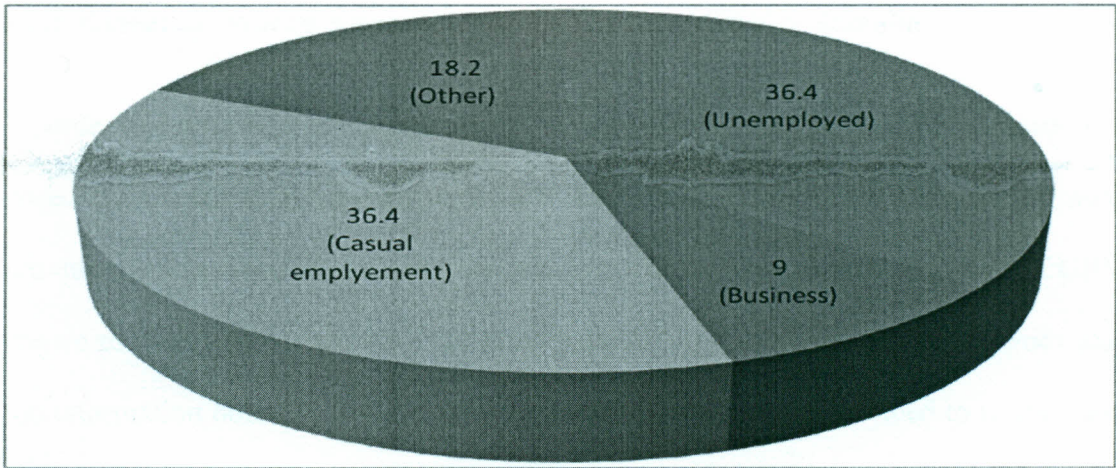 18.2
(Other)
36.4
(Unemployed)
36.4
(Casual
emplyement)
9
(Business)